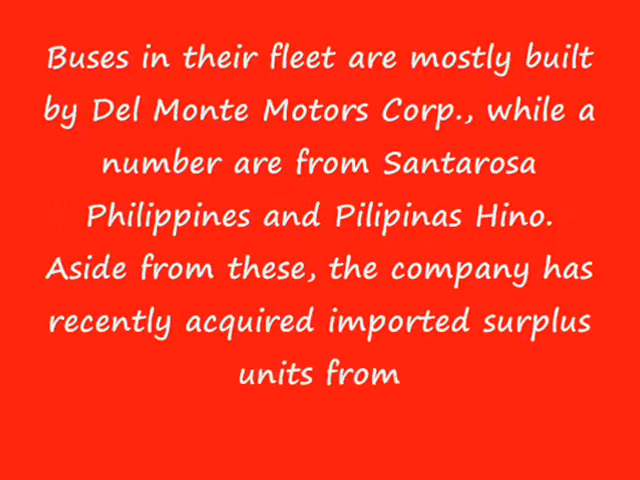 Buses in their fleet are mostly built
by Del Monte Motors Corp., while a
number are from Santarosa
Philippines and Pilipinas Hino.
Aside from these, the company has
recently acquired imported surplus
units from